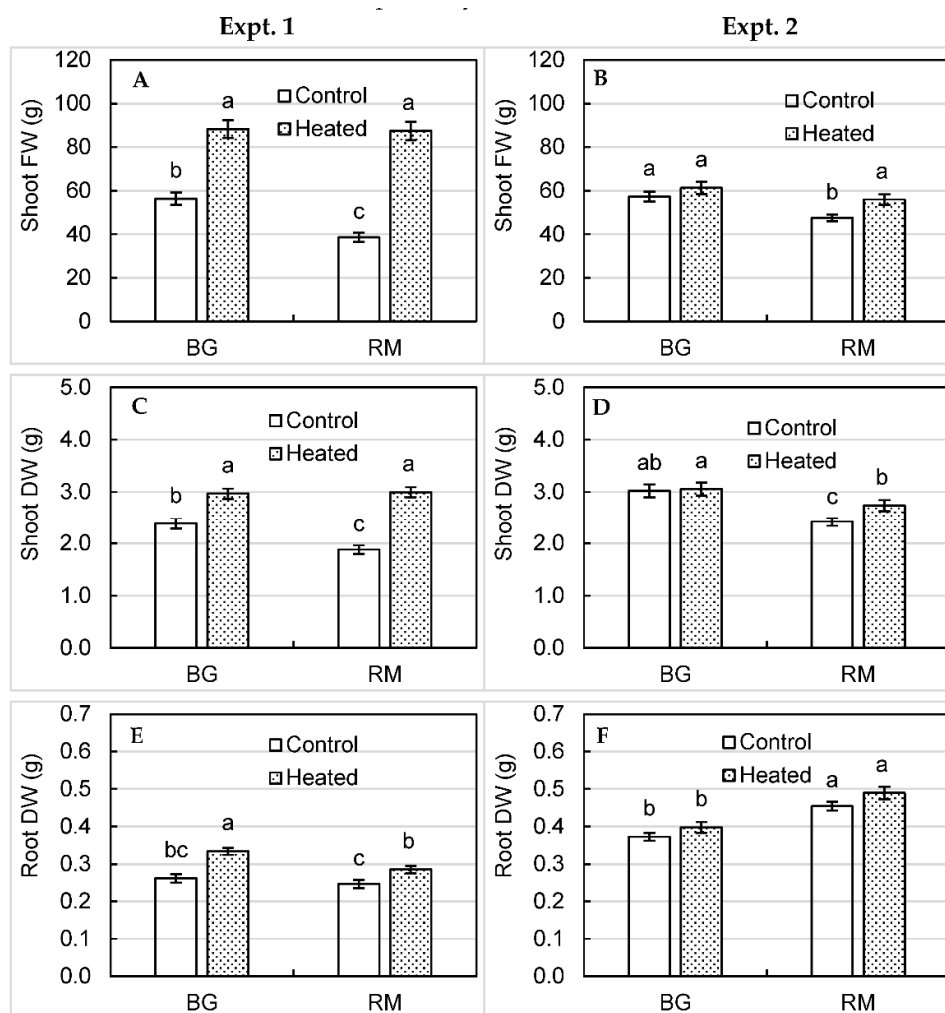 Expt. 1
Expt. 2
120
100
80
60
40
20
0
Shoot FW (g)
A
Control
Heated
b
a
c
a
BG
RM
120
100
80
60
40
20
0
Shoot FW (g)
B
Control
Heated
a
a
b
a
BG
RM
5.0
4.0
3.0
2.0
1.0
0.0
Shoot DW (g)
C
Control
Heated
b
a
c
a
BG
RM
5.0
4.0
3.0
2.0
1.0
0.0
Shoot DW (g)
D
Control
Heated
ab
a
c
b
BG
RM
0.7
0.6
0.5
0.4
0.3
0.2
0.1
0.0
Root DW (g)
E
Control
Heated
bc
a
c
b
BG
RM
0.7
0.6
0.5
0.4
0.3
0.2
0.1
0.0
Root DW (g)
F
Control
Heated
b
b
a
a
BG
RM